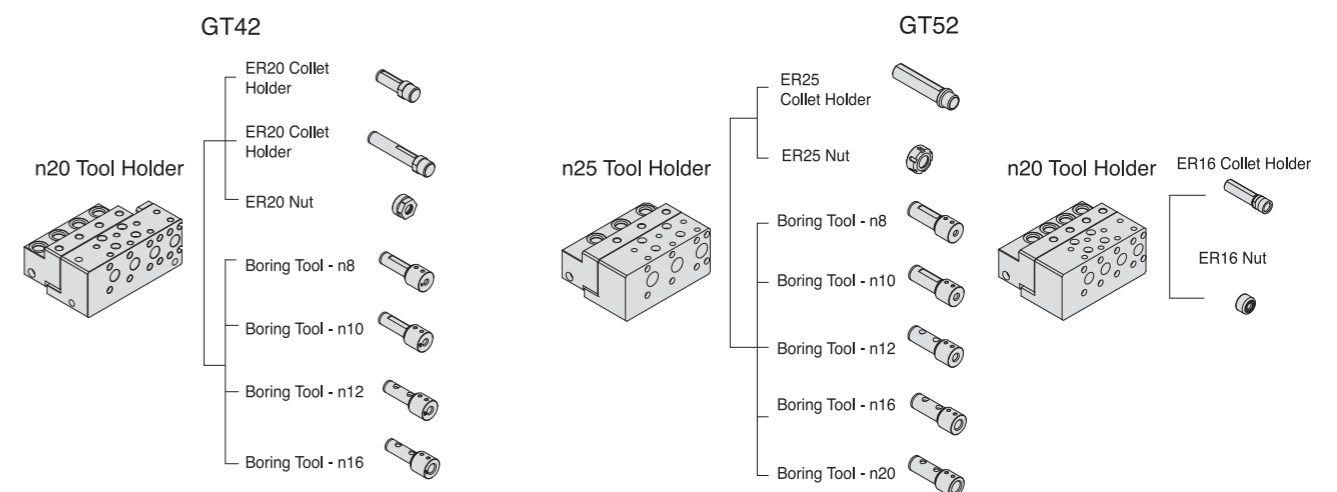 GT42
n20 Tool Holder
ER20 Collet
Holder
ER20 Collet
Holder
ER20 Nut
Boring Tool - n8
Boring Tool - n10
Boring Tool - n12
Boring Tool - n16
GT52
n25 Tool Holder
ER25
Collet Holder
ER25 Nut
Boring Tool - n8
Boring Tool - n10
Boring Tool - n12
Boring Tool - n16
Boring Tool - n20
n20 Tool Holder
ER16 Collet Holder
ER16 Nut